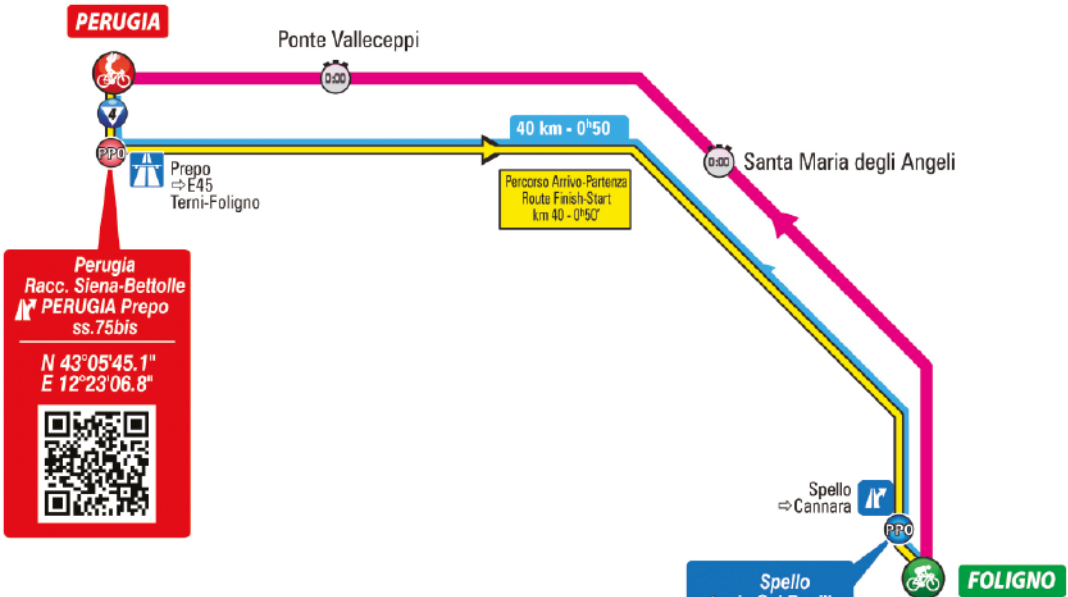 PERUGIA
Ponte Valleceppi
0:00
4
40 km - 0h50
PPO
Prepo
⇨E45
Terni-Foligno
0:00
Santa Maria degli Angeli
Percorso Arrivo-Partenza
Route Finish-Start
km 40 - 0h50'
Perugia
Racc. Siena-Bettolle
PERUGIA Prepo
ss.75bis
N 43°05'45.1"
E 12°23'06.8"
Spello
⇨Cannara
PPO
Spello
FOLIGNO